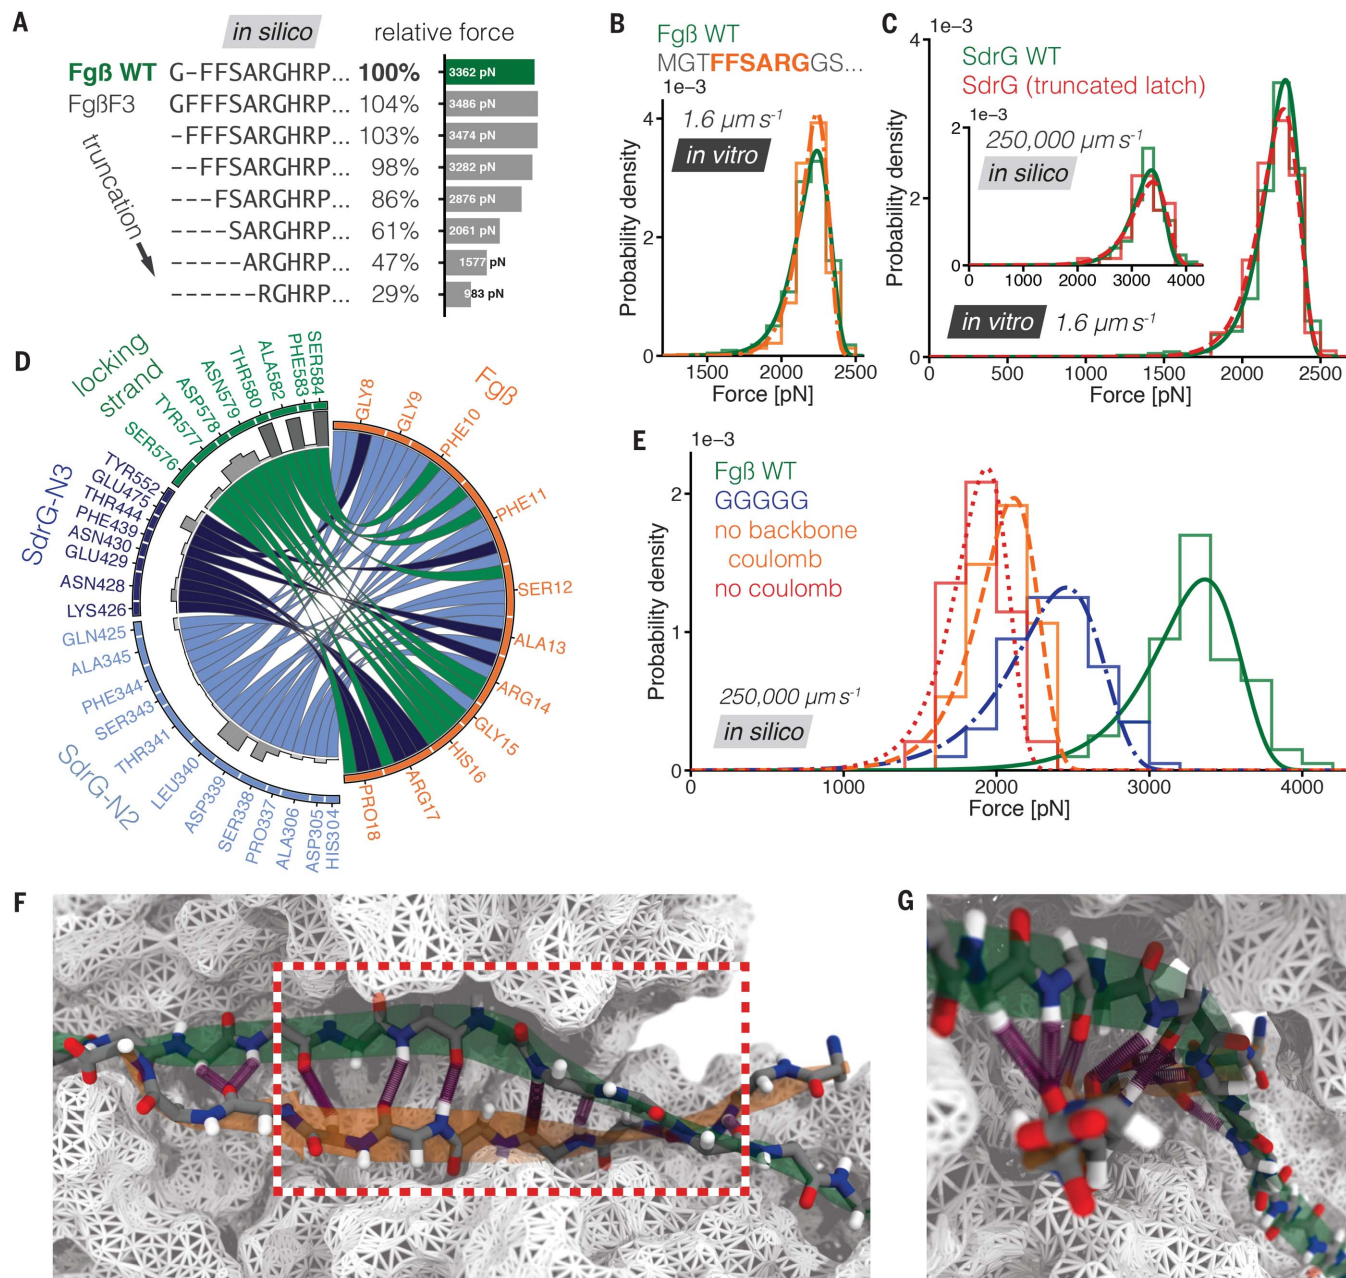 A
in silico
relative force
Fgß WT G-FFSARGHRP... 100% 3362 pN
FgßF3 GFFFSARGHRP... 104% 3486 pN
-FFFSARGHRP... 103% 3474 pN
--FFSARGHRP... 98% 3282 pN
---FSARGHRP... 86% 2876 pN
----SARGHRP... 61% 2061 pN
-----ARGHRP... 47% 1577 pN
------RGHRP... 29% 983 pN
truncation
B
Fgß WT
MGTFFSARGGS...
1e−3
1.6 µm s-1
in vitro
Probability density
4
2
0
1500
2000
2500
Force [pN]
C
1e−3
SdrG WT
SdrG (truncated latch)
1e−3
250,000 µm s-1
in silico
2
0
0
1000
2000
3000
4000
in vitro
1.6 µm s-1
Probability density
4
2
0
0
500
1000
1500
2000
2500
Force [pN]
D
locking
strand
SER576
TYR577
ASP578
ASN579
THR580
ALA582
PHE583
SER584
SdrG-N3
TYR552
GLU475
THR444
PHE439
ASN430
GLU429
ASN428
LYS426
SdrG-N2
GLN425
ALA345
PHE344
SER343
THR341
LEU340
ASP339
SER338
PRO337
ALA306
ASP305
HIS304
Fgß
GLY8
GLY9
PHE10
PHE11
SER12
ALA13
ARG14
GLY15
HIS16
ARG17
PRO18
E
1e−3
Fgß WT
GGGGG
no backbone
coulomb
no coulomb
250,000 µm s-1
in silico
Probability density
2
1
0
0
1000
2000
3000
4000
Force [pN]
F
G